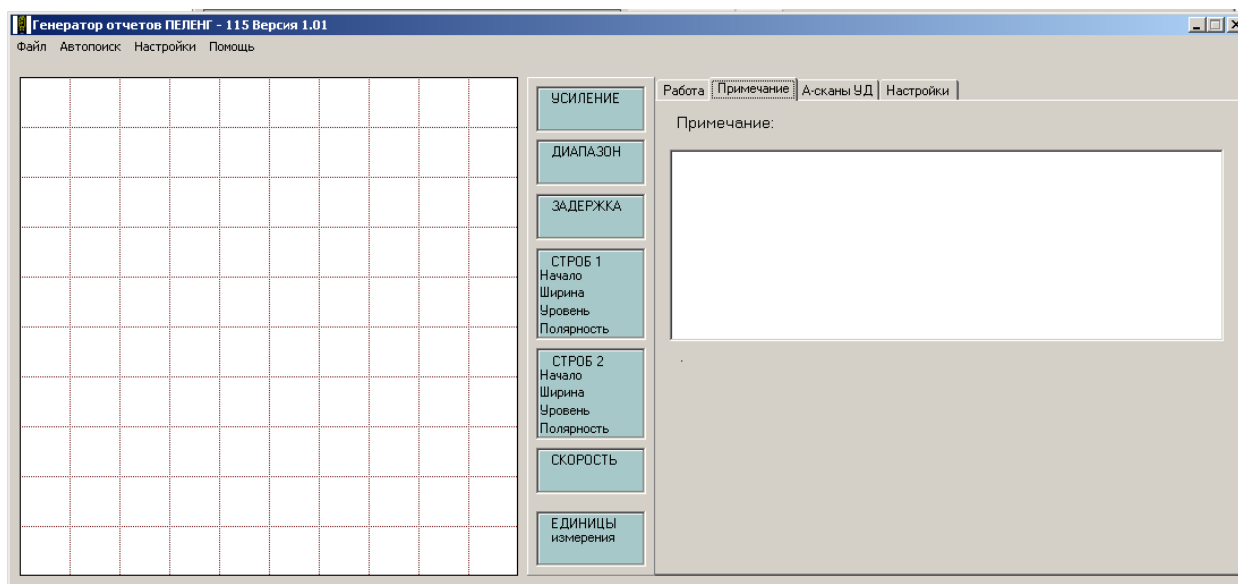 Генератор отчетов ПЕЛЕНГ - 115 Версия 1.01
Файл Автопоиск Настройки Помощь
УСИЛЕНИЕ
ДИАПАЗОН
ЗАДЕРЖКА
СТРОБ 1
Начало
Ширина
Уровень
Полярность
СТРОБ 2
Начало
Ширина
Уровень
Полярность
СКОРОСТЬ
ЕДИНИЦЫ
измерения
Работа Примечание А-сканы УД Настройки
Примечание:
.